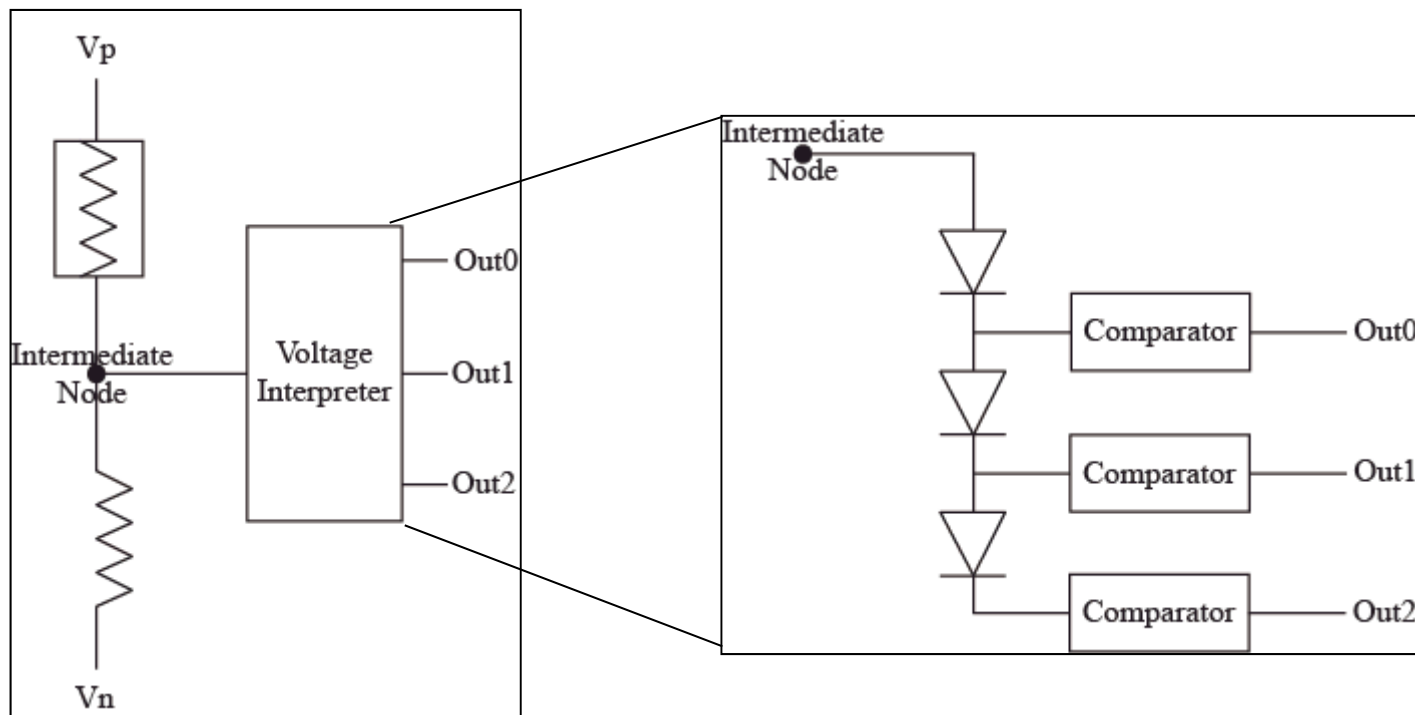 Vp
Intermediate
Node
Voltage
Interpreter
Out0
Out1
Out2
Vn
Intermediate
Node
Comparator
Out0
Comparator
Out1
Comparator
Out2